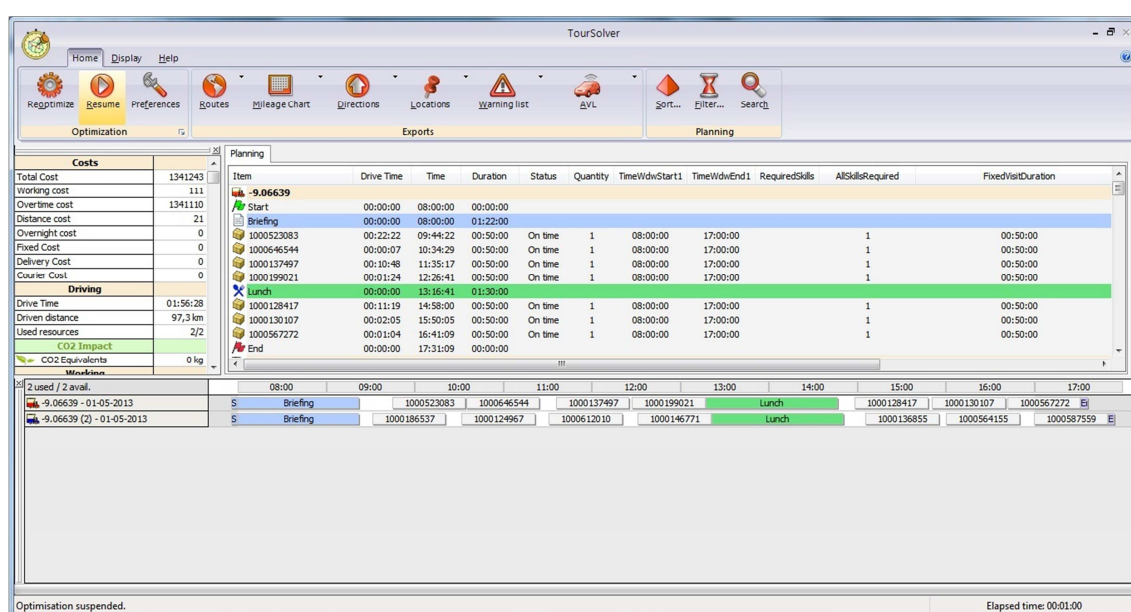 TourSolver
Home Display Help
Reoptimize Resume Preferences Routes Mileage Chart Directions Locations Warning list AVL Sort... Filter... Search
Optimization Exports Planning
Costs
Total Cost 1341243
Working cost 111
Overtime cost 1341110
Distance cost 21
Overnight cost 0
Fixed Cost 0
Delivery Cost 0
Courier Cost 0
Driving
Drive Time 01:56:28
Driven distance 97,3 km
Used resources 2/2
CO2 Impact
CO2 Equivalents 0 kg
Working
Planning
Item Drive Time Time Duration Status Quantity TimeWdwStart1 TimeWdwEnd1 RequiredSkills AllSkillsRequired FixedVisitDuration
-9.06639
Start 00:00:00 08:00:00 00:00:00
Briefing 00:00:00 08:00:00 01:22:00
1000523083 00:22:22 09:44:22 00:50:00 On time 1 08:00:00 17:00:00 1 00:50:00
1000646544 00:00:07 10:34:29 00:50:00 On time 1 08:00:00 17:00:00 1 00:50:00
1000137497 00:10:48 11:35:17 00:50:00 On time 1 08:00:00 17:00:00 1 00:50:00
1000199021 00:01:24 12:26:41 00:50:00 On time 1 08:00:00 17:00:00 1 00:50:00
Lunch 00:00:00 13:16:41 01:30:00
1000128417 00:11:19 14:58:00 00:50:00 On time 1 08:00:00 17:00:00 1 00:50:00
1000130107 00:02:05 15:50:05 00:50:00 On time 1 08:00:00 17:00:00 1 00:50:00
1000567272 00:01:04 16:41:09 00:50:00 On time 1 08:00:00 17:00:00 1 00:50:00
End 00:00:00 17:31:09 00:00:00
2 used / 2 avail. 08:00 09:00 10:00 11:00 12:00 13:00 14:00 15:00 16:00 17:00
-9.06639 - 01-05-2013 S Briefing 1000523083 1000646544 1000137497 1000199021 Lunch 1000128417 1000130107 1000567272 E
-9.06639 (2) - 01-05-2013 S Briefing 1000186537 1000124967 1000612010 1000146771 Lunch 1000136855 1000564155 1000587559 E
Optimisation suspended. Elapsed time: 00:01:00